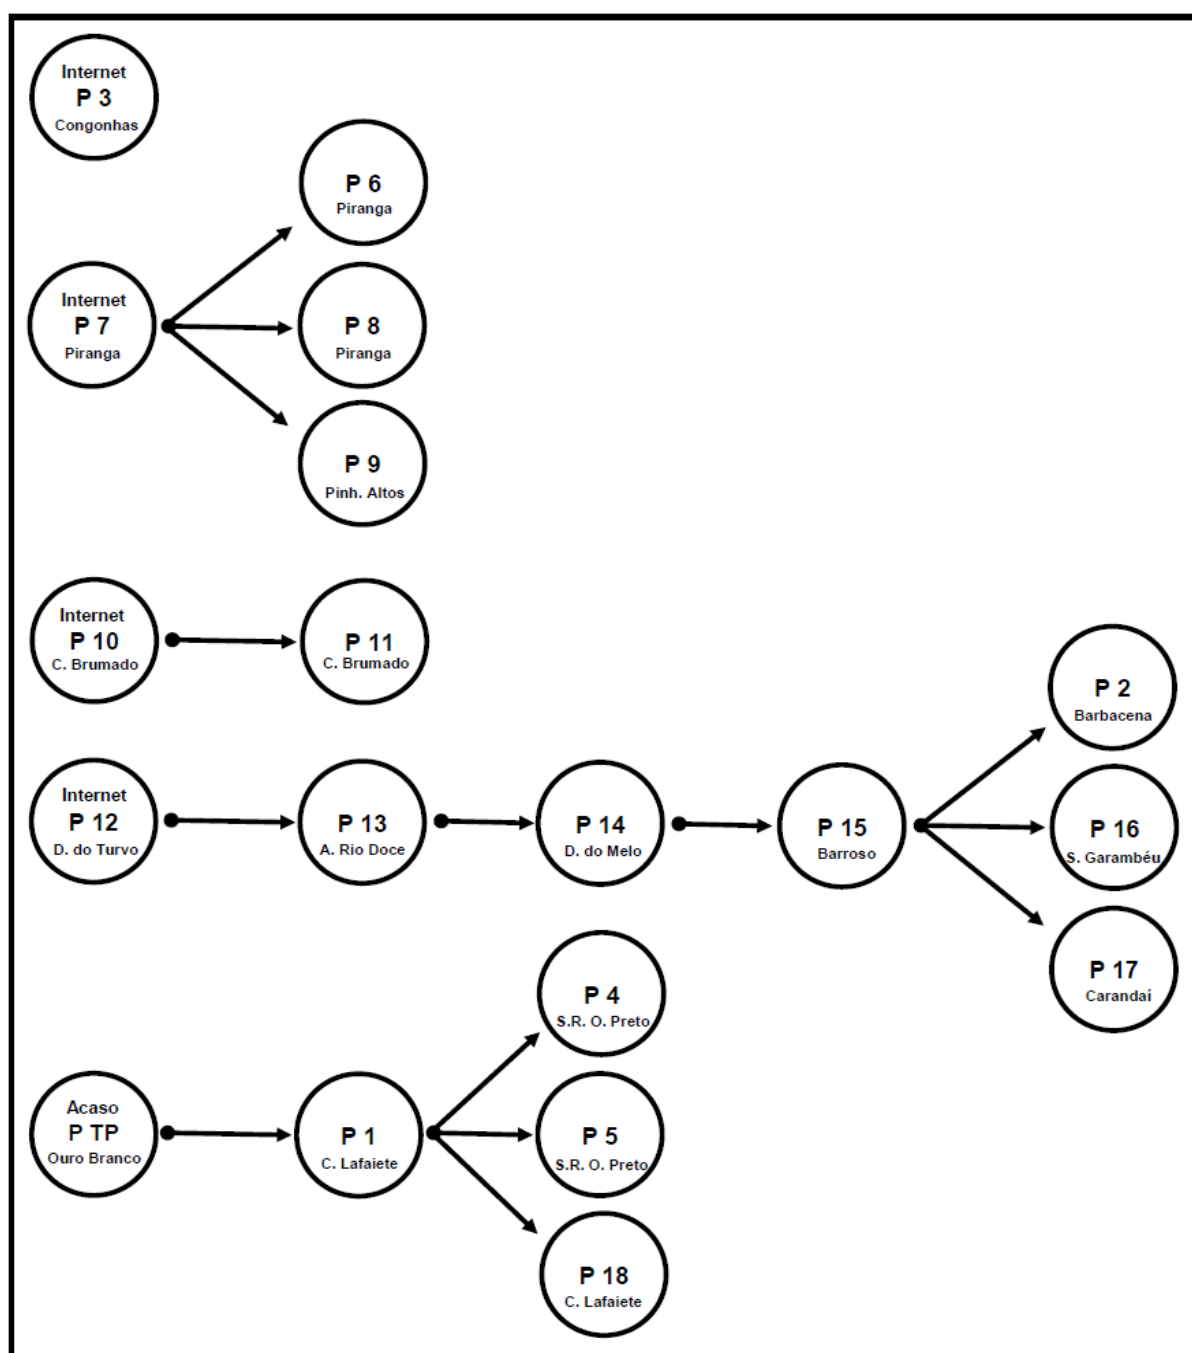 Internet
P 3
Congonhas
P 6
Piranga
Internet
P 7
Piranga
P 8
Piranga
P 9
Pinh. Altos
Internet
P 10
C. Brumado
P 11
C. Brumado
P 2
Barbacena
Internet
P 12
D. do Turvo
P 13
A. Rio Doce
P 14
D. do Melo
P 15
Barroso
P 16
S. Garambéu
P 17
Carandaí
P 4
S.R. O. Preto
Acaso
P TP
Ouro Branco
P 1
C. Lafaiete
P 5
S.R. O. Preto
P 18
C. Lafaiete